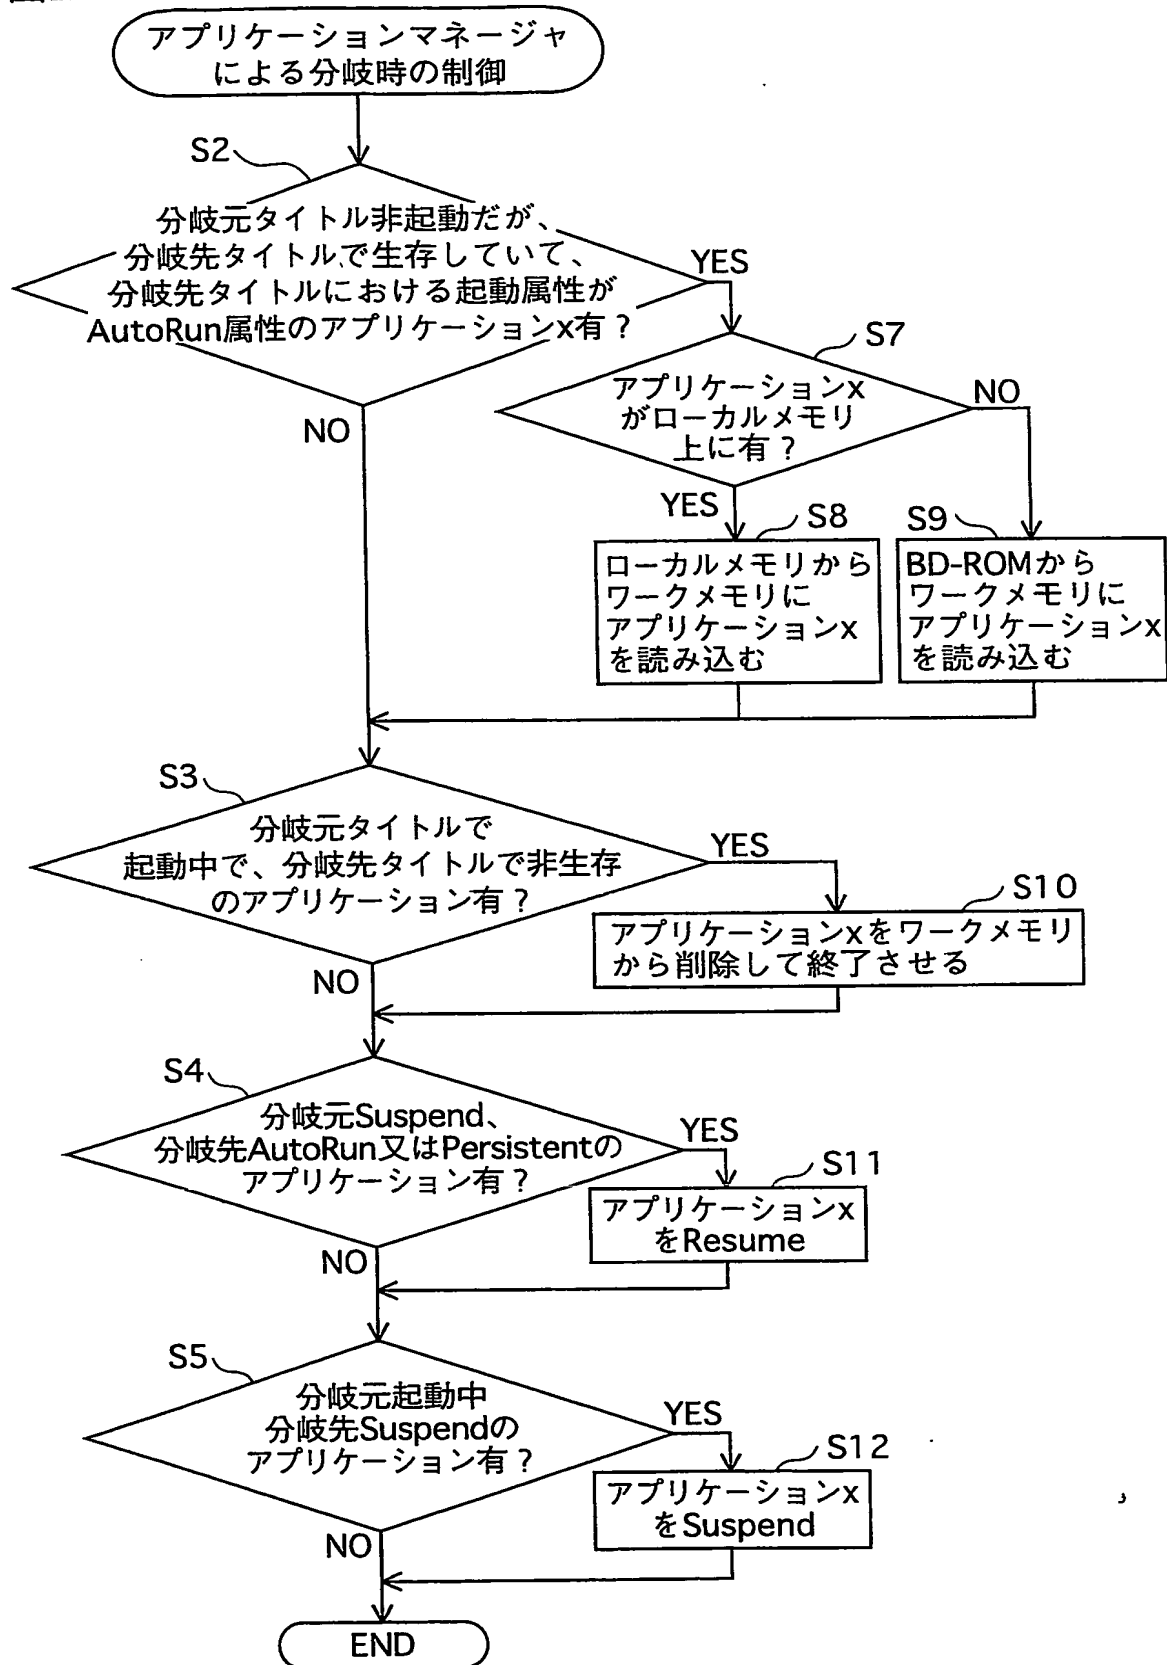 アプリケーションマネージャ
による分岐時の制御
S2
分岐元タイトル非起動だが、
分岐先タイトルで生存していて、
分岐先タイトルにおける起動属性が
AutoRun属性のアプリケーションx有？
YES
NO
S7
アプリケーションx
がローカルメモリ
上に有？
NO
YES
S8
ローカルメモリから
ワークメモリに
アプリケーションx
を読み込む
S9
BD-ROMから
ワークメモリに
アプリケーションx
を読み込む
S3
分岐元タイトルで
起動中で、分岐先タイトルで非生存
のアプリケーション有？
YES
NO
S10
アプリケーションxをワークメモリ
から削除して終了させる
S4
分岐元Suspend、
分岐先AutoRun又はPersistentの
アプリケーション有？
YES
NO
S11
アプリケーションx
をResume
S5
分岐元起動中
分岐先Suspendの
アプリケーション有？
YES
NO
S12
アプリケーションx
をSuspend
END